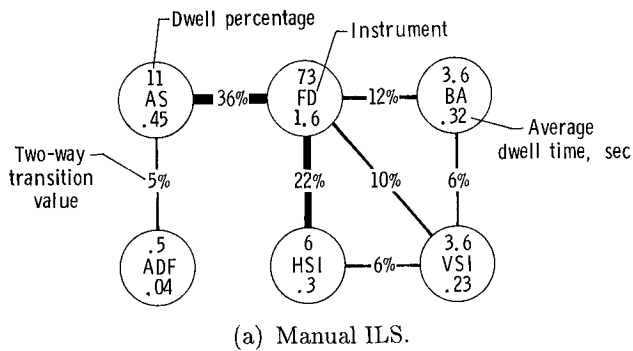 Dwell percentage
Instrument
11
AS
.45
36%
73
FD
1.6
12%
3.6
BA
.32
Average
dwell time, sec
Two-way
transition
value
5%
22%
10%
6%
.5
ADF
.04
6
HSI
.3
6%
3.6
VSI
.23
(a) Manual ILS.